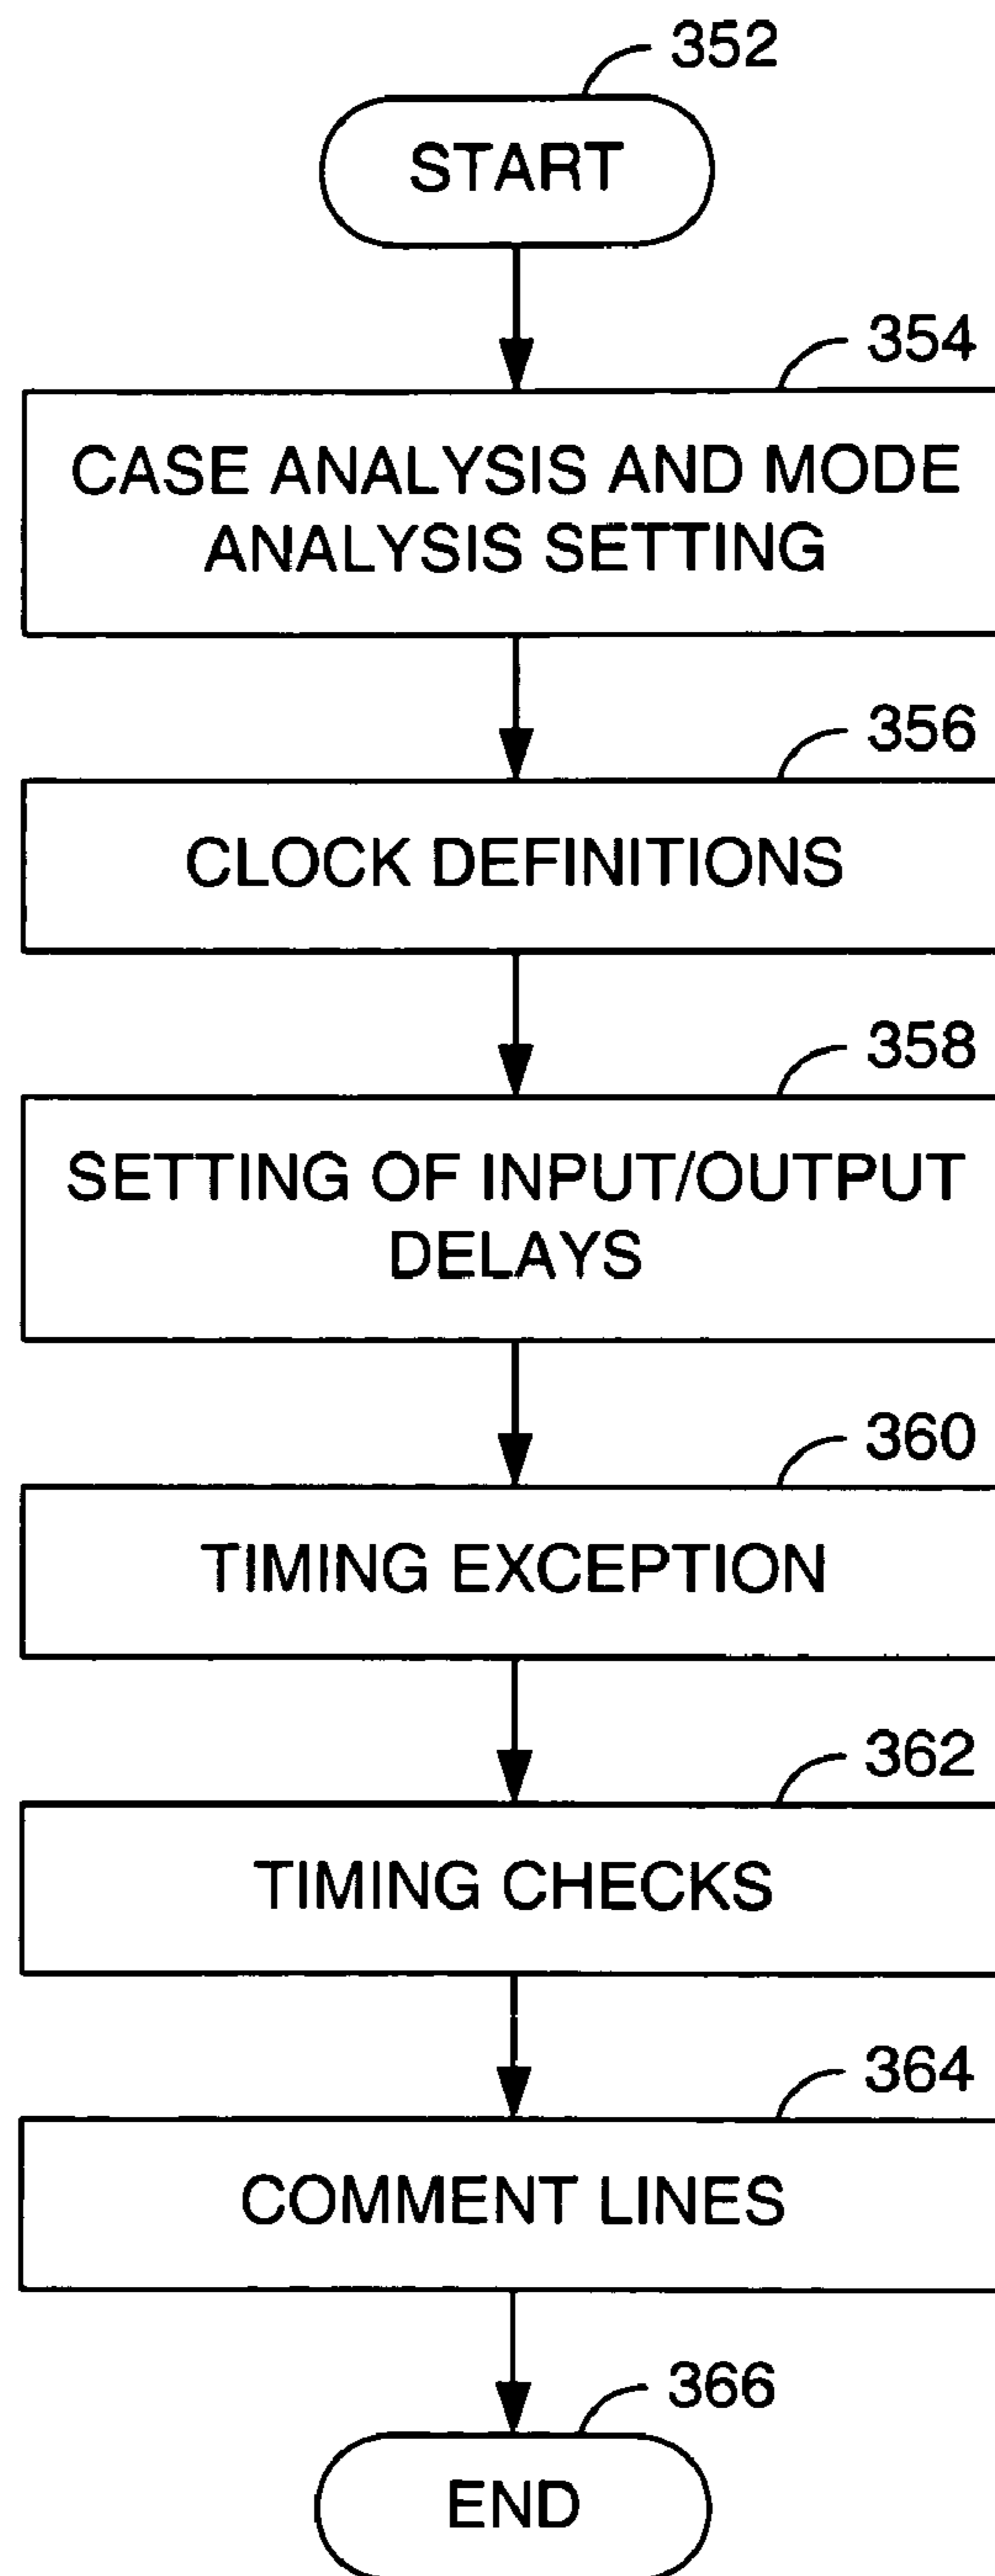 352
START
354
CASE ANALYSIS AND MODE
ANALYSIS SETTING
356
CLOCK DEFINITIONS
358
SETTING OF INPUT/OUTPUT
DELAYS
360
TIMING EXCEPTION
362
TIMING CHECKS
364
COMMENT LINES
366
END